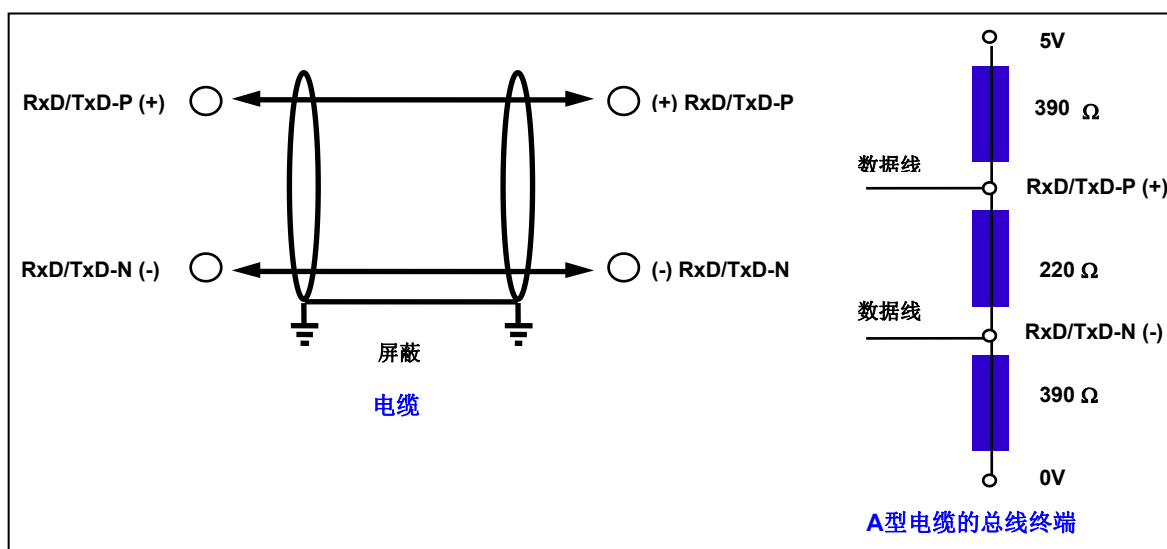 RxD/TxD-P (+)
(+) RxD/TxD-P
RxD/TxD-N (-)
(-) RxD/TxD-N
屏蔽
电缆
5V
390 Ω
数据线
RxD/TxD-P (+)
220 Ω
数据线
RxD/TxD-N (-)
390 Ω
0V
A型电缆的总线终端